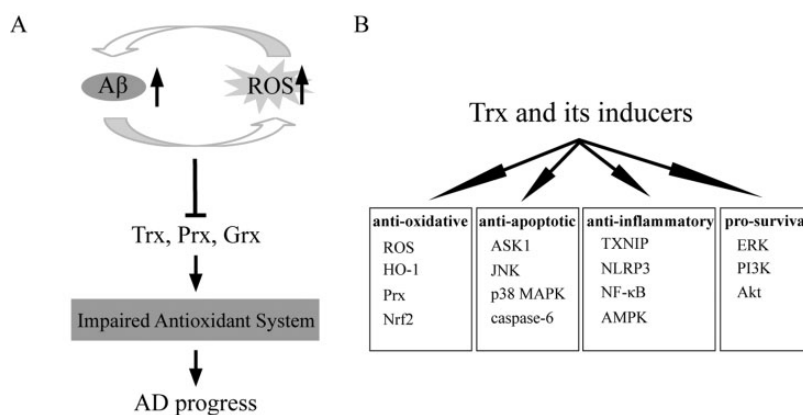 A
Aβ
ROS
Trx, Prx, Grx
Impaired Antioxidant System
AD progress
B
Trx and its inducers
anti-oxidative
ROS
HO-1
Prx
Nrf2
anti-apoptotic
ASK1
JNK
p38 MAPK
caspase-6
anti-inflammatory
TXNIP
NLRP3
NF-κB
AMPK
pro-surviva
ERK
PI3K
Akt